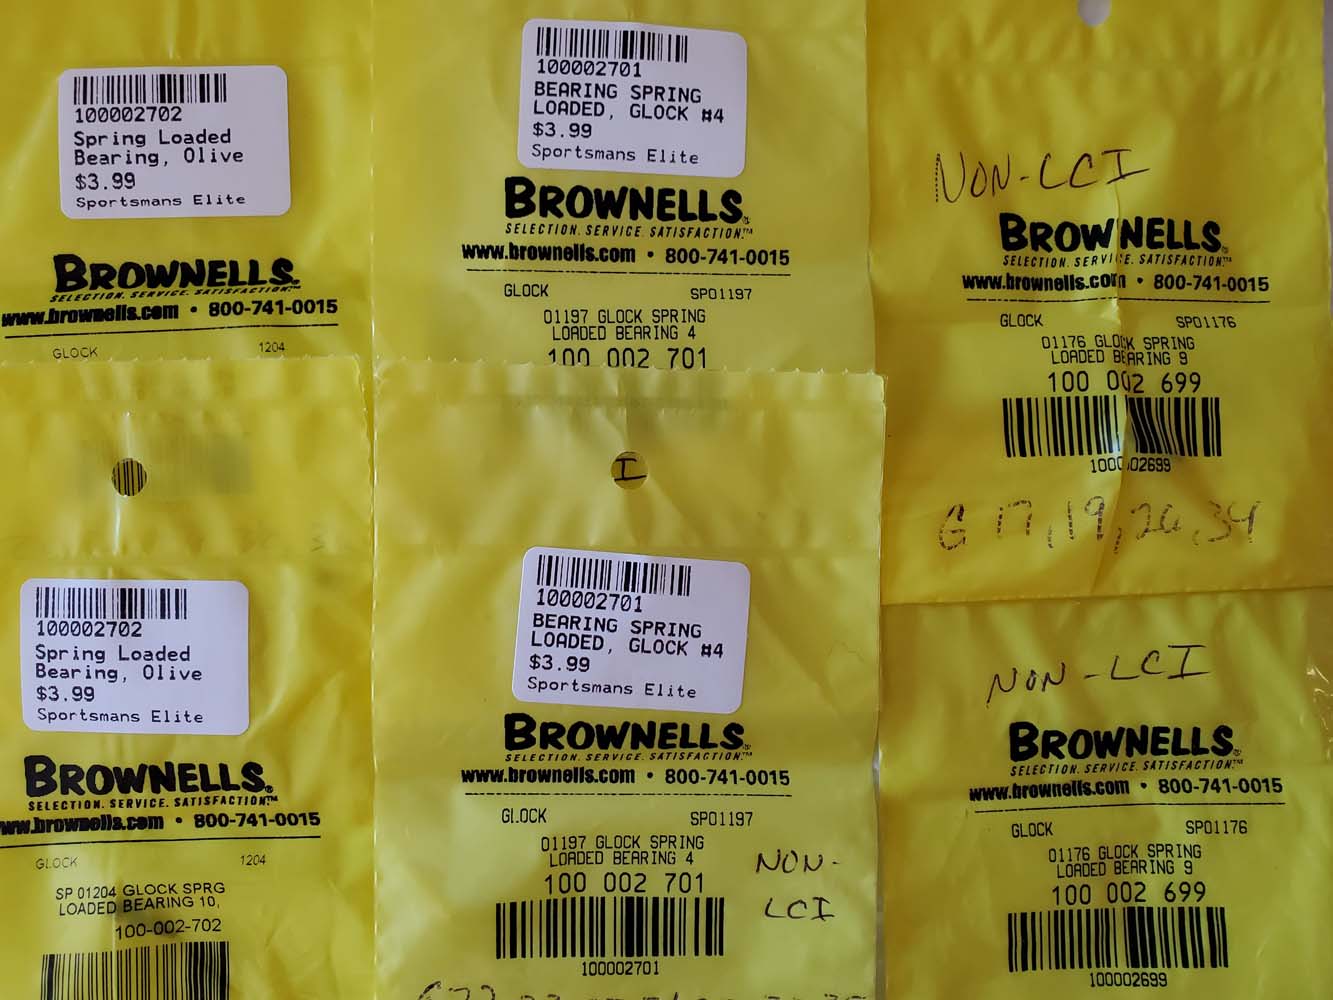 100002702
Spring Loaded
Bearing, Olive
$3.99
Sportsmans Elite
BROWNELLS®
SELECTION. SERVICE. SATISFACTION.™
www.brownells.com • 800-741-0015
GLOCK 1204
100002701
BEARING SPRING
LOADED, GLOCK #4
$3.99
Sportsmans Elite
BROWNELLS®
SELECTION. SERVICE. SATISFACTION.™
www.brownells.com • 800-741-0015
GLOCK SP01197
01197 GLOCK SPRING
LOADED BEARING 4
100 002 701
NON-LCI
BROWNELLS®
SELECTION. SERVICE. SATISFACTION.™
www.brownells.com • 800-741-0015
GLOCK SP01176
01176 GLOCK SPRING
LOADED BEARING 9
100 002 699
100002699
G 17, 19, 26, 34
100002702
Spring Loaded
Bearing, Olive
$3.99
Sportsmans Elite
BROWNELLS®
SELECTION. SERVICE. SATISFACTION.™
www.brownells.com • 800-741-0015
GLOCK 1204
SP 01204 GLOCK SPRG
LOADED BEARING 10,
100-002-702
I
100002701
BEARING SPRING
LOADED, GLOCK #4
$3.99
Sportsmans Elite
BROWNELLS®
SELECTION. SERVICE. SATISFACTION.™
www.brownells.com • 800-741-0015
GLOCK SP01197
01197 GLOCK SPRING
LOADED BEARING 4
100 002 701
100002701
NON-
LCI
NON-LCI
BROWNELLS®
SELECTION. SERVICE. SATISFACTION.™
www.brownells.com • 800-741-0015
GLOCK SP01176
01176 GLOCK SPRING
LOADED BEARING 9
100 002 699
100002699